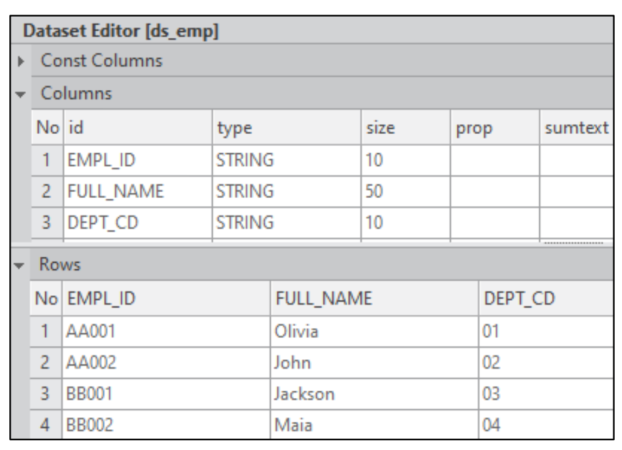 Dataset Editor [ds_emp]
Const Columns
Columns
No id type size prop sumtext
1 EMPL_ID STRING 10
2 FULL_NAME STRING 50
3 DEPT_CD STRING 10
Rows
No EMPL_ID FULL_NAME DEPT_CD
1 AA001 Olivia 01
2 AA002 John 02
3 BB001 Jackson 03
4 BB002 Maia 04